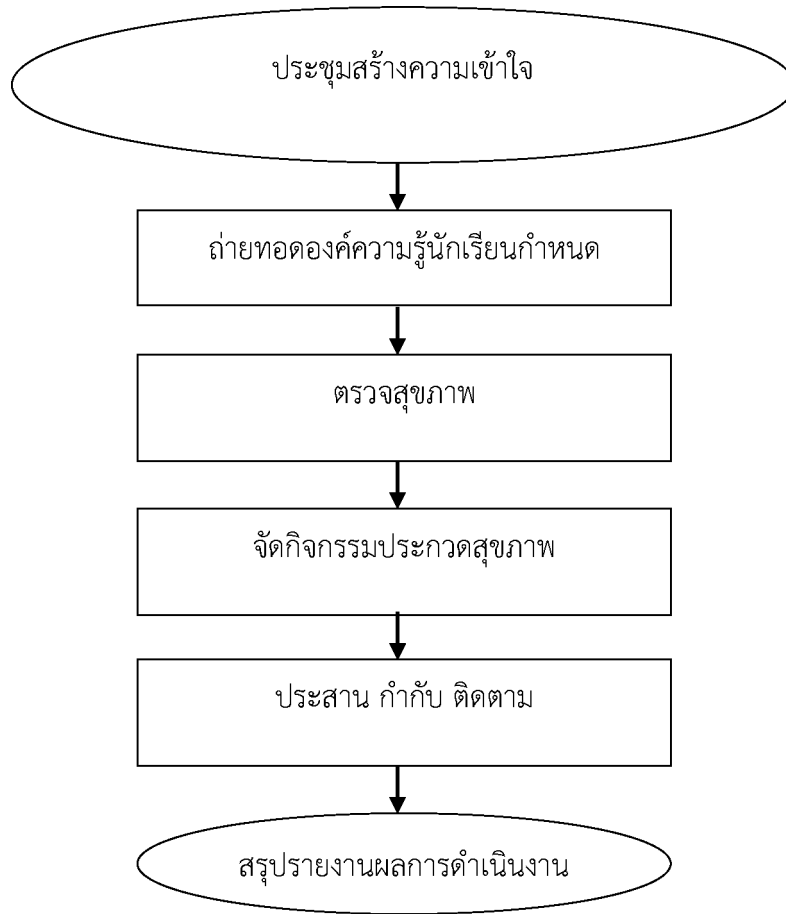 ประชุมสร้างความเข้าใจ
ถ่ายทอดองค์ความรู้นักเรียนกำหนด
ตรวจสุขภาพ
จัดกิจกรรมประกวดสุขภาพ
ประสาน กำกับ ติดตาม
สรุปรายงานผลการดำเนินงาน